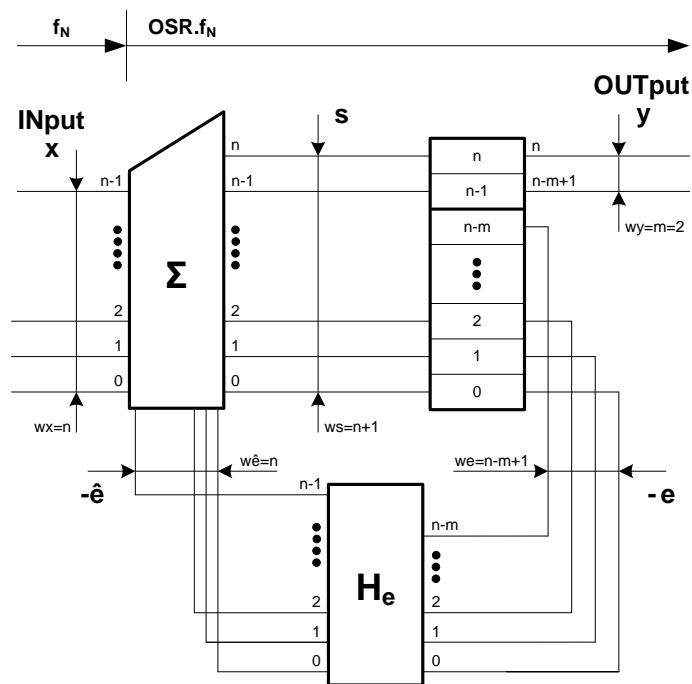 f_N OSR.f_N
INput s OUTput
x y
n n n
n-1 n-1 n-1 n-m+1
n-m wy=m=2
Σ
2 2 2
1 1 1
0 0 0
wx=n ws=n+1
wê=n we=n-m+1
-ê n-1 n-m -e
H_e
2 2
1 1
0 0